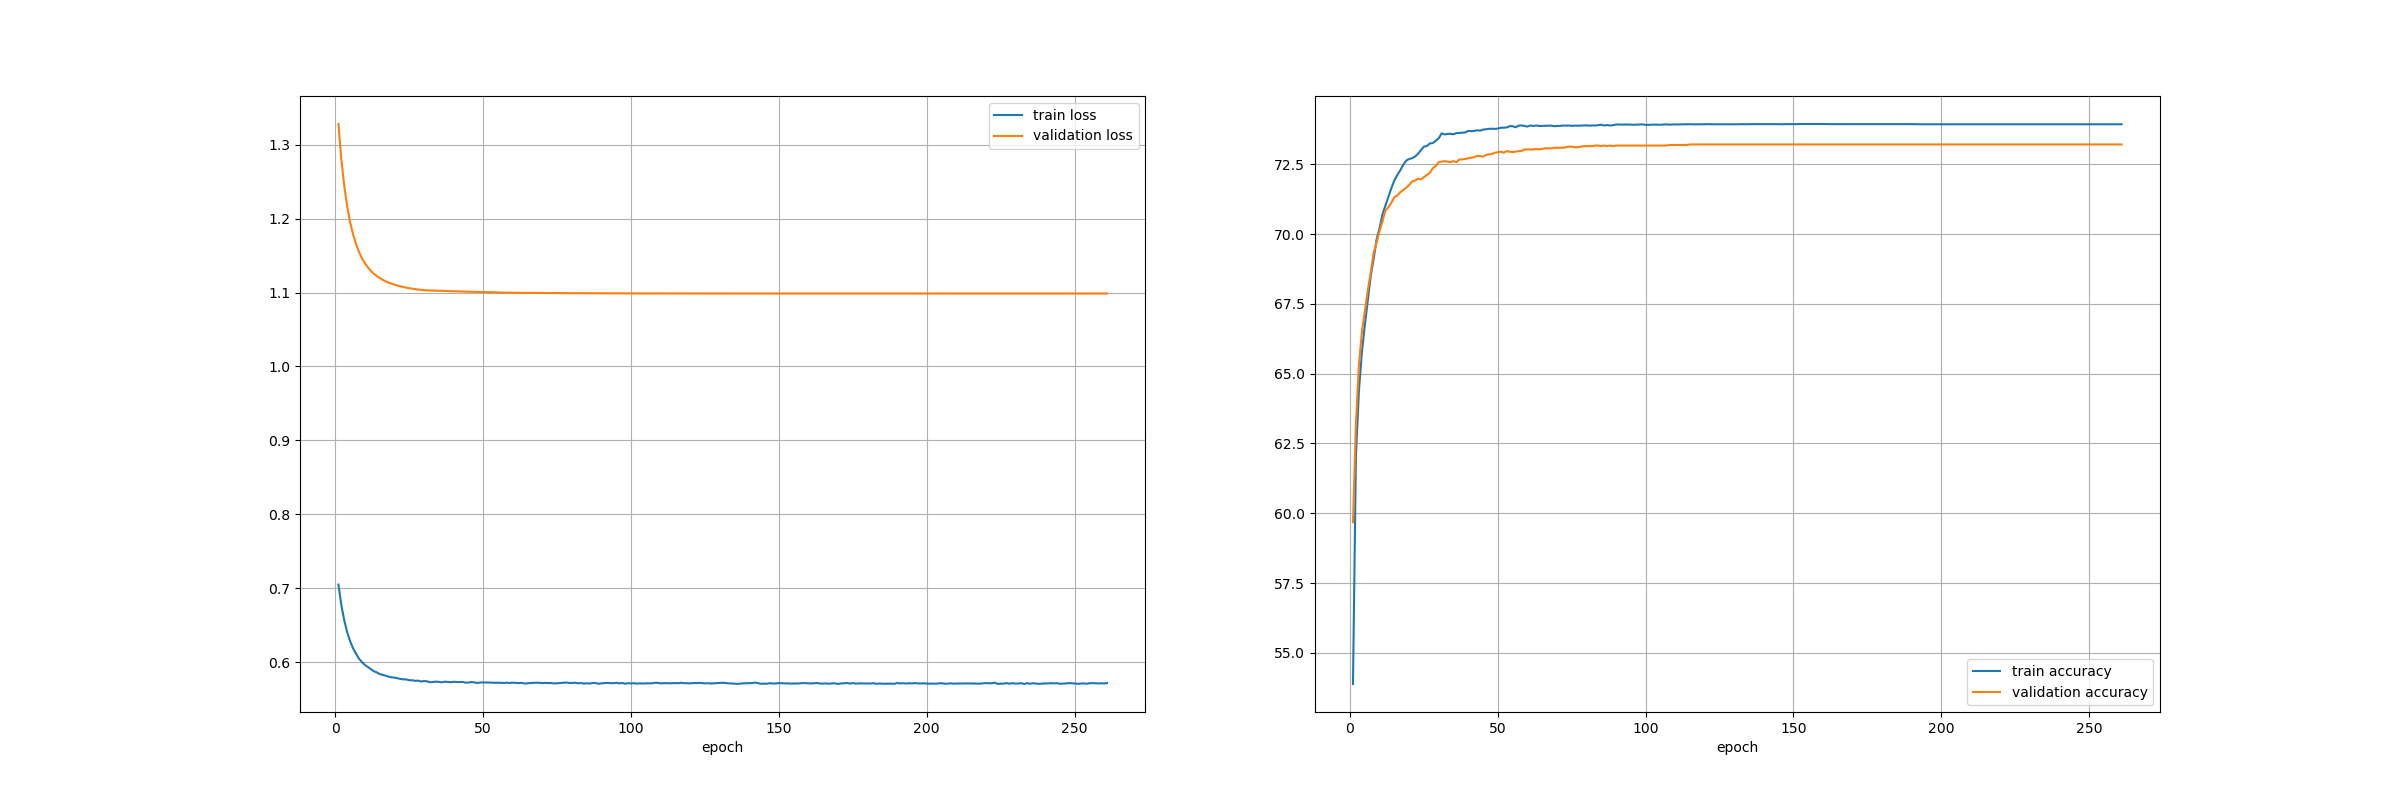 train loss
validation loss
1.3
1.2
1.1
1.0
0.9
0.8
0.7
0.6
0 50 100 150 200 250
epoch
72.5
70.0
67.5
65.0
62.5
60.0
57.5
55.0
train accuracy
validation accuracy
0 50 100 150 200 250
epoch